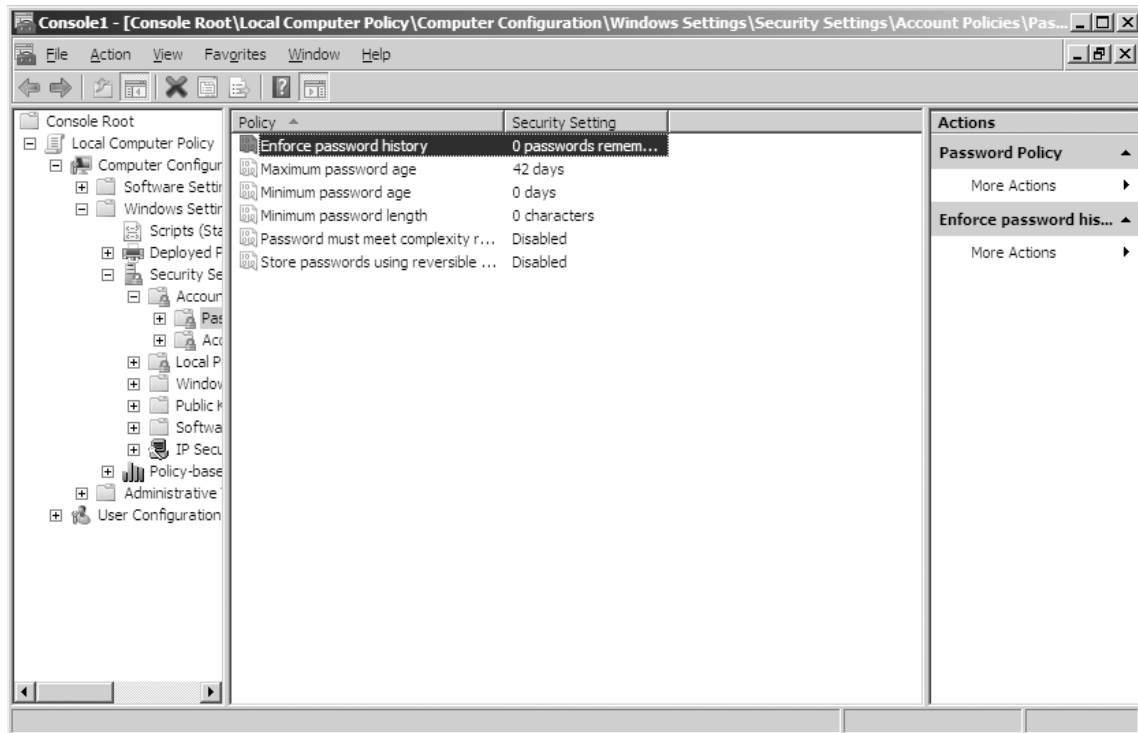 Console1 - [Console Root\Local Computer Policy\Computer Configuration\Windows Settings\Security Settings\Account Policies\Pas...
File Action View Favorites Window Help
Console Root
Local Computer Policy
Computer Configur
Software Settin
Windows Settin
Scripts (Sta
Deployed P
Security Se
Accoun
Pas
Acc
Local P
Window
Public K
Softwa
IP Secu
Policy-base
Administrative
User Configuration
Policy Security Setting
Enforce password history 0 passwords remem...
Maximum password age 42 days
Minimum password age 0 days
Minimum password length 0 characters
Password must meet complexity r... Disabled
Store passwords using reversible ... Disabled
Actions
Password Policy
More Actions
Enforce password his...
More Actions